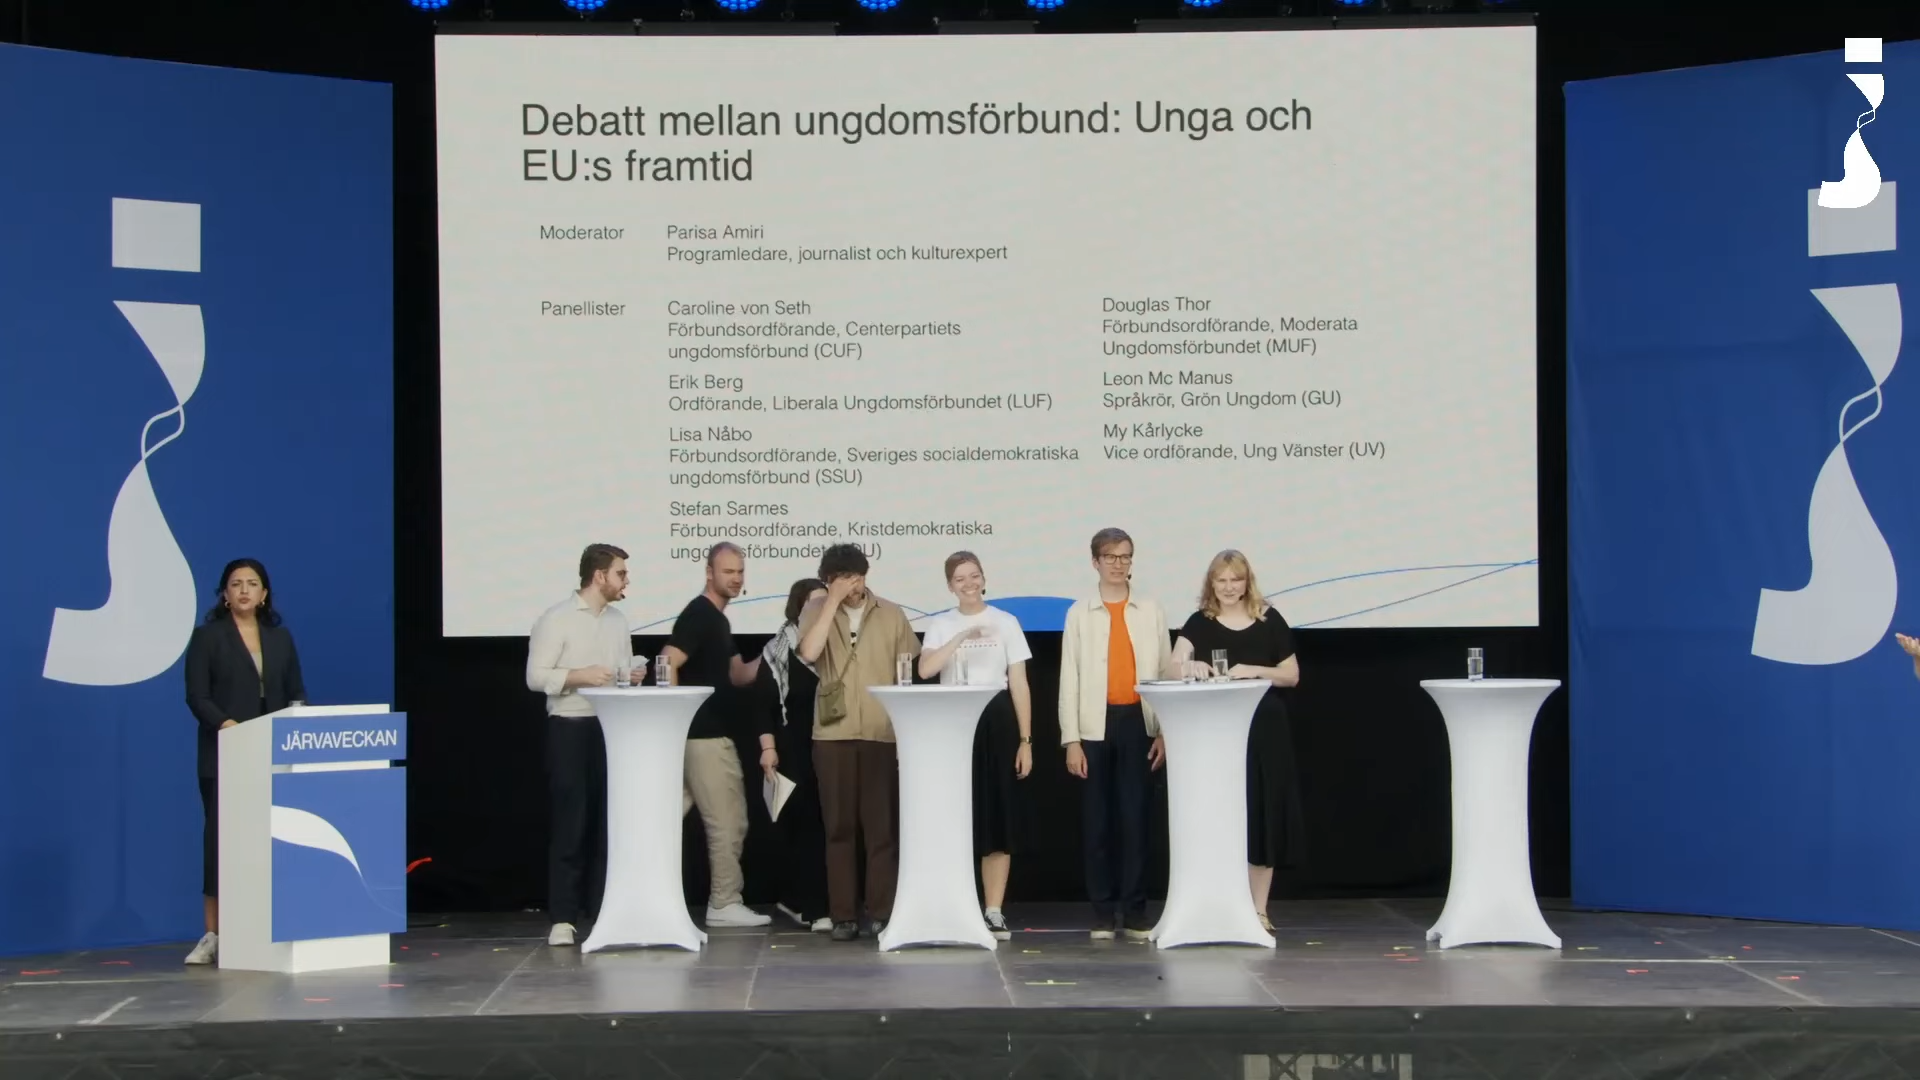 Debatt mellan ungdomsförbund: Unga och
EU:s framtid
Moderator
Parisa Amiri
Programledare, journalist och kulturexpert
Panellister
Caroline von Seth
Förbundsordförande, Centerpartiets
ungdomsförbund (CUF)
Erik Berg
Ordförande, Liberala Ungdomsförbundet (LUF)
Lisa Nåbo
Förbundsordförande, Sveriges socialdemokratiska
ungdomsförbund (SSU)
Stefan Sarmes
Förbundsordförande, Kristdemokratiska
Douglas Thor
Förbundsordförande, Moderata
Ungdomsförbundet (MUF)
Leon Mc Manus
Språkrör, Grön Ungdom (GU)
My Kårlycke
Vice ordförande, Ung Vänster (UV)
JÄRVAVECKAN